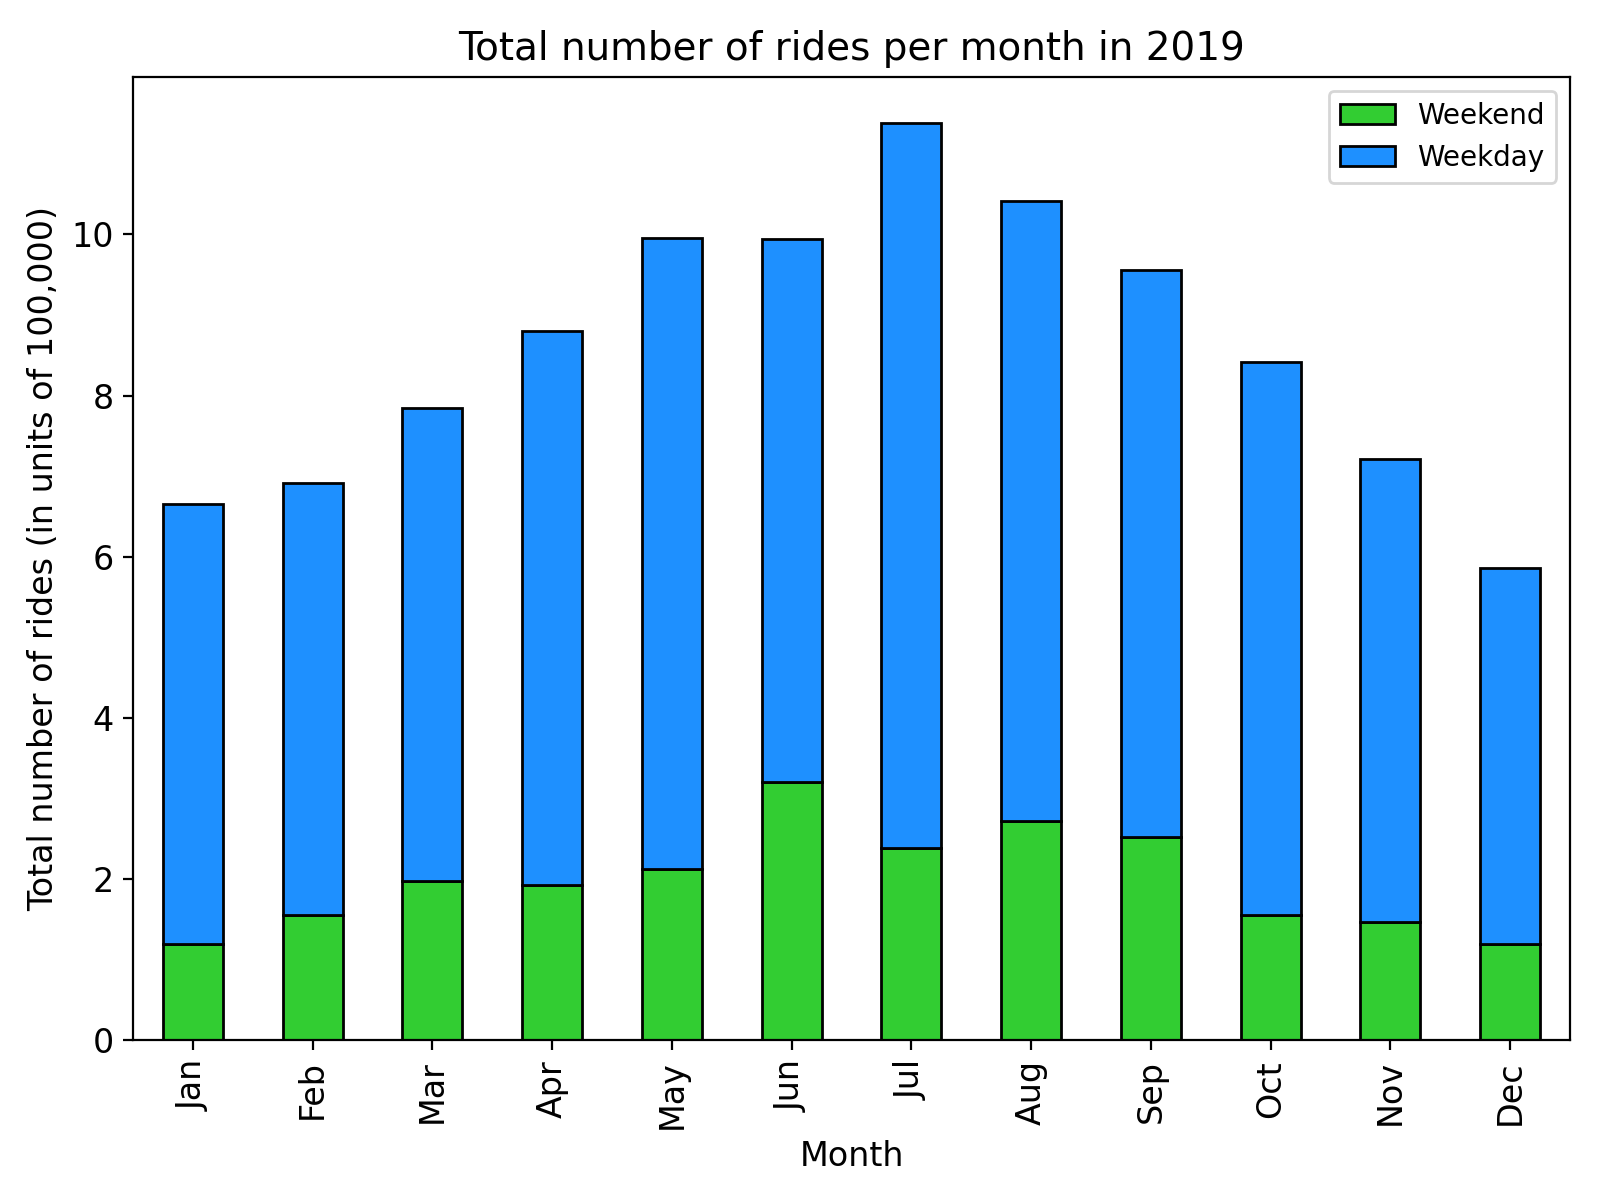 Total number of rides per month in 2019
Weekend
Weekday
Total number of rides (in units of 100,000)
10
8
6
4
2
0
Jan
Feb
Mar
Apr
May
Jun
Jul
Aug
Sep
Oct
Nov
Dec
Month